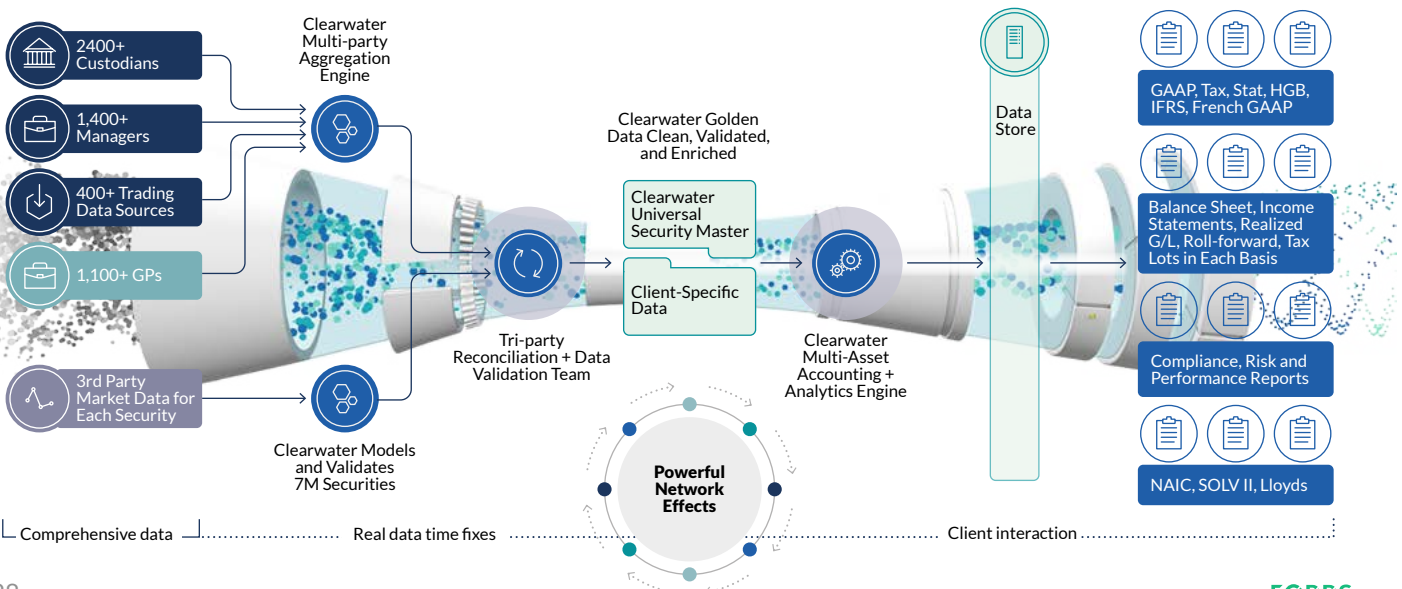 2400+
Custodians
1,400+
Managers
400+ Trading
Data Sources
1,100+ GPs
3rd Party
Market Data for
Each Security
Clearwater
Multi-party
Aggregation
Engine
Clearwater Models
and Validates
7M Securities
Tri-party
Reconciliation + Data
Validation Team
Clearwater Golden
Data Clean, Validated,
and Enriched
Clearwater
Universal
Security Master
Client-Specific
Data
Clearwater
Multi-Asset
Accounting +
Analytics Engine
Data
Store
GAAP, Tax, Stat, HGB,
IFRS, French GAAP
Balance Sheet, Income
Statements, Realized
G/L, Roll-forward, Tax
Lots in Each Basis
Compliance, Risk and
Performance Reports
NAIC, SOLV II, Lloyds
Powerful
Network
Effects
Comprehensive data
Real data time fixes
Client interaction